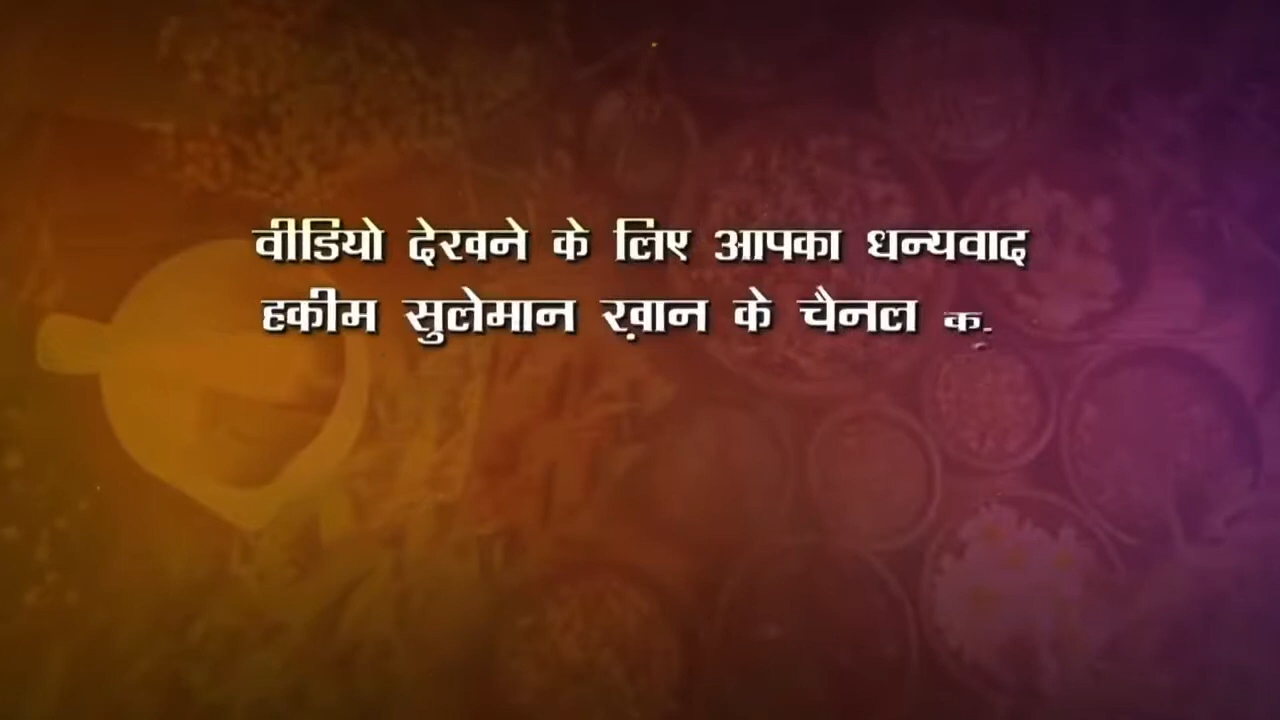 वीडियो देखने के लिए आपका धन्यवाद
हकीम सुलेमान ख़ान के चैनल